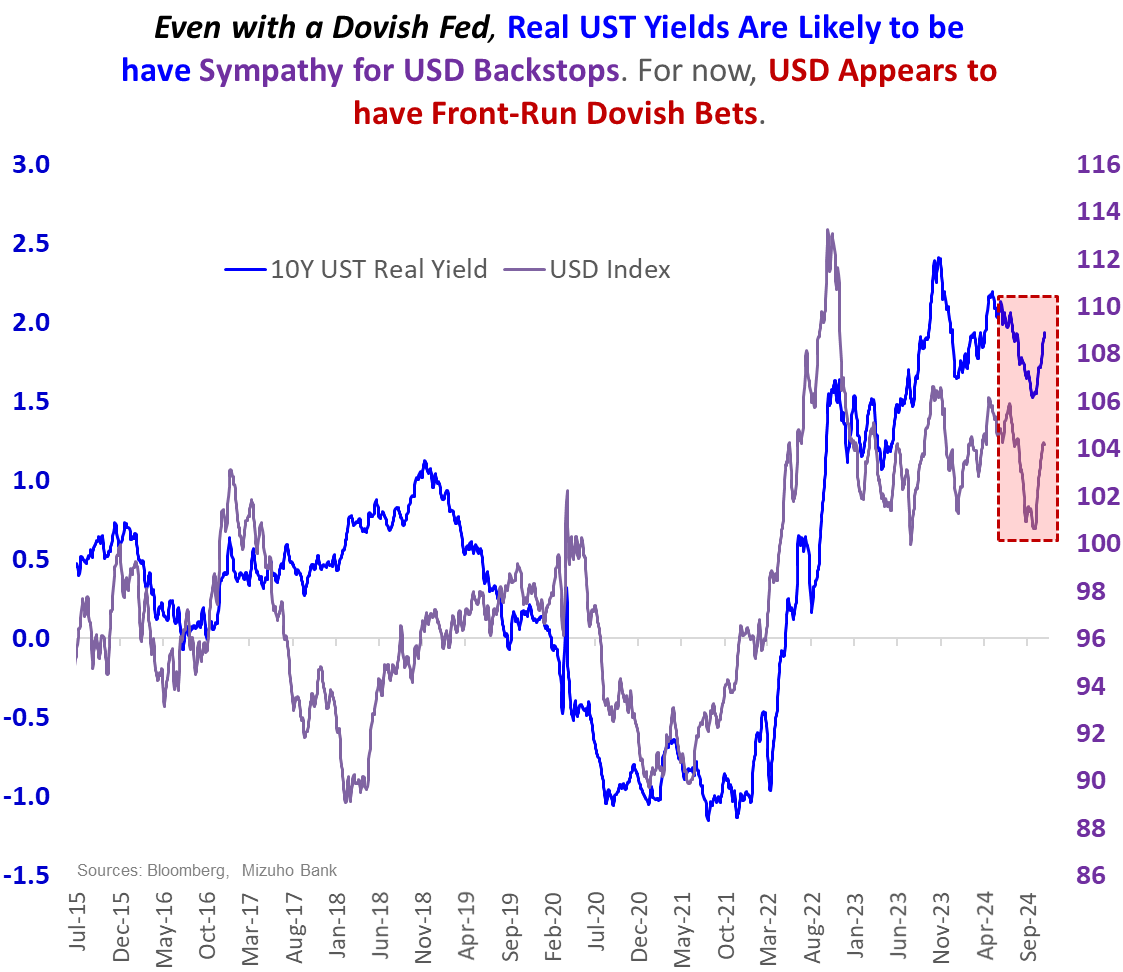 Even with a Dovish Fed, Real UST Yields Are Likely to be
have Sympathy for USD Backstops. For now, USD Appears to
have Front-Run Dovish Bets.
3.0
2.5
2.0
1.5
1.0
0.5
0.0
-0.5
-1.0
-1.5
116
114
112
110
108
106
104
102
100
98
96
94
92
90
88
86
10Y UST Real Yield
USD Index
Sources: Bloomberg, Mizuho Bank
Jul-15
Dec-15
May-16
Oct-16
Mar-17
Aug-17
Jan-18
Jun-18
Nov-18
Apr-19
Sep-19
Feb-20
Jul-20
Dec-20
May-21
Oct-21
Mar-22
Aug-22
Jan-23
Jun-23
Nov-23
Apr-24
Sep-24